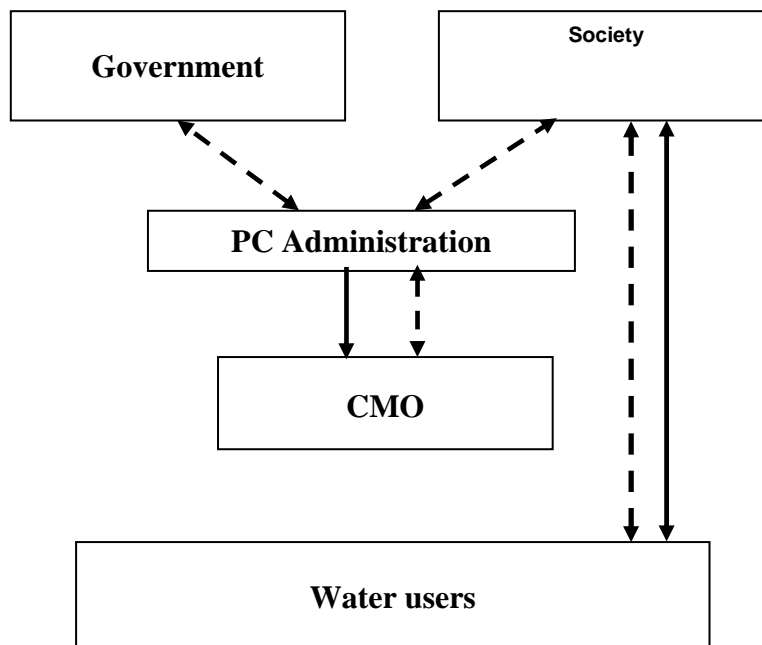 Government
Society
PC Administration
CMO
Water users